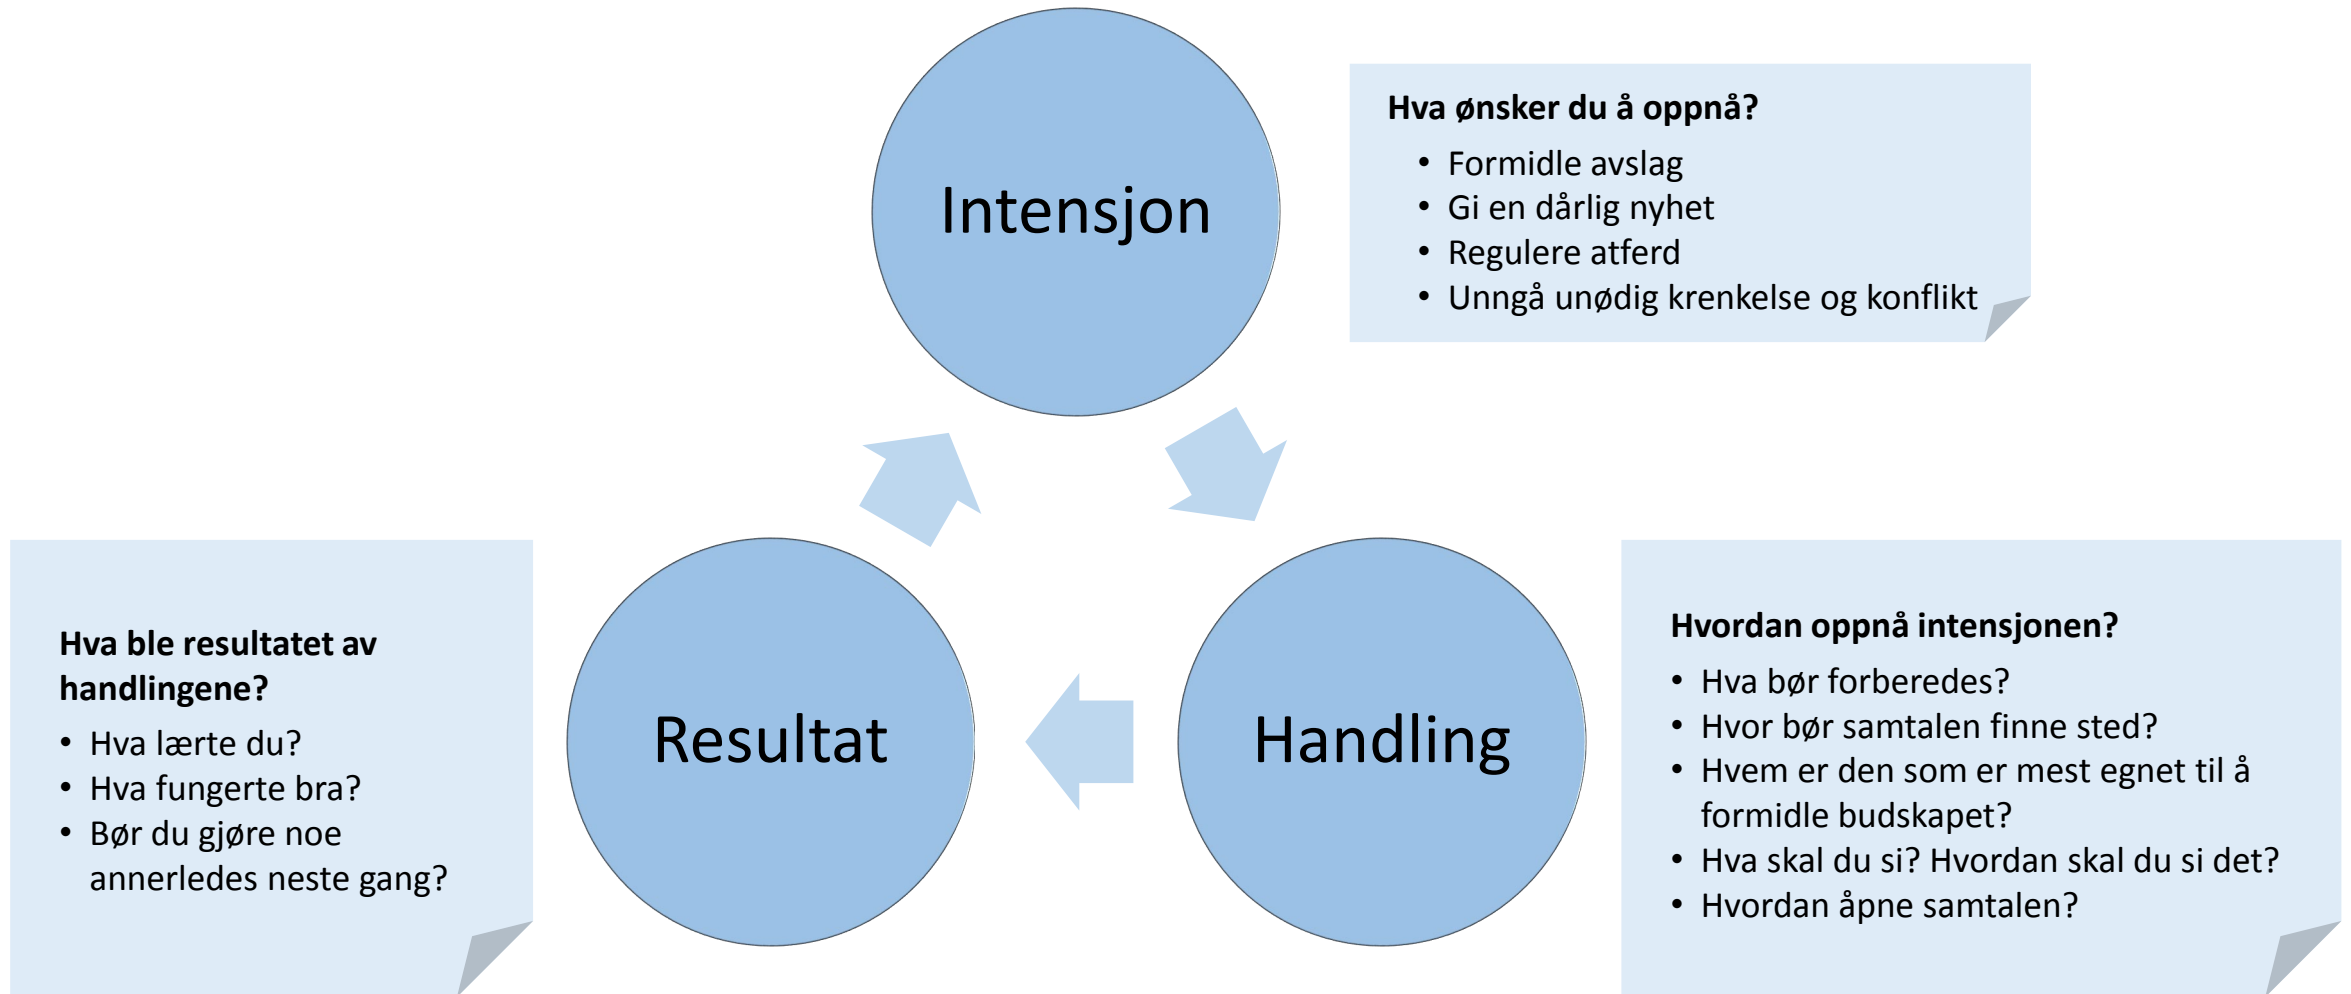 Intensjon
Hva ønsker du å oppnå?
• Formidle avslag
• Gi en dårlig nyhet
• Regulere atferd
• Unngå unødig krenkelse og konflikt
Handling
Hvordan oppnå intensjonen?
• Hva bør forberedes?
• Hvor bør samtalen finne sted?
• Hvem er den som er mest egnet til å
formidle budskapet?
• Hva skal du si? Hvordan skal du si det?
• Hvordan åpne samtalen?
Resultat
Hva ble resultatet av
handlingene?
• Hva lærte du?
• Hva fungerte bra?
• Bør du gjøre noe
annerledes neste gang?